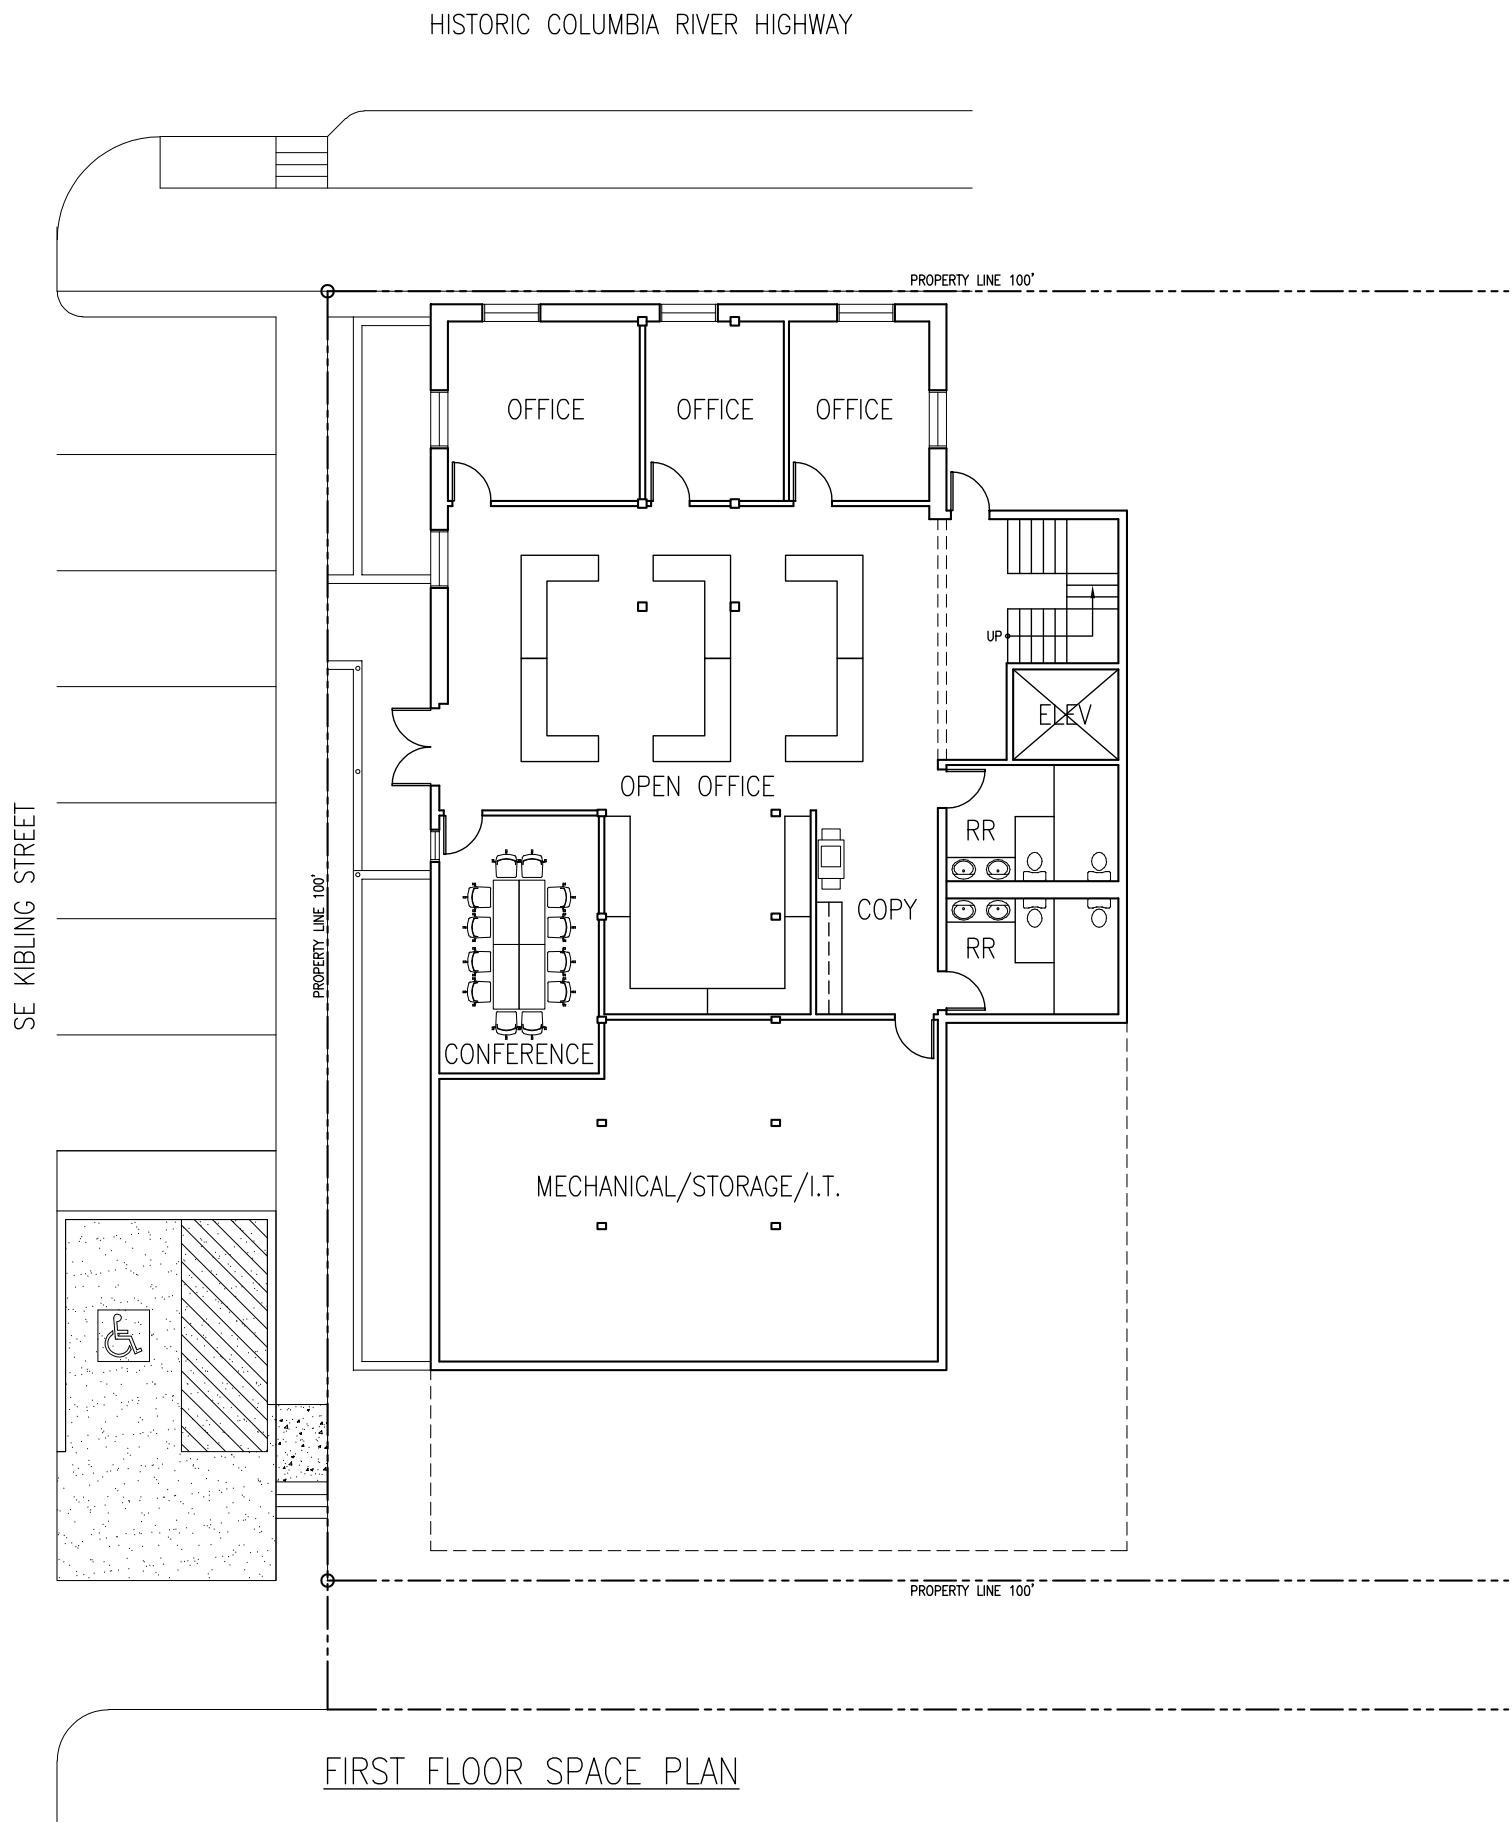 HISTORIC COLUMBIA RIVER HIGHWAY
PROPERTY LINE 100'
OFFICE
OFFICE
OFFICE
UP
ELEV
OPEN OFFICE
RR
COPY
RR
SE KIBLING STREET
PROPERTY LINE 100'
CONFERENCE
MECHANICAL/STORAGE/I.T.
PROPERTY LINE 100'
FIRST FLOOR SPACE PLAN